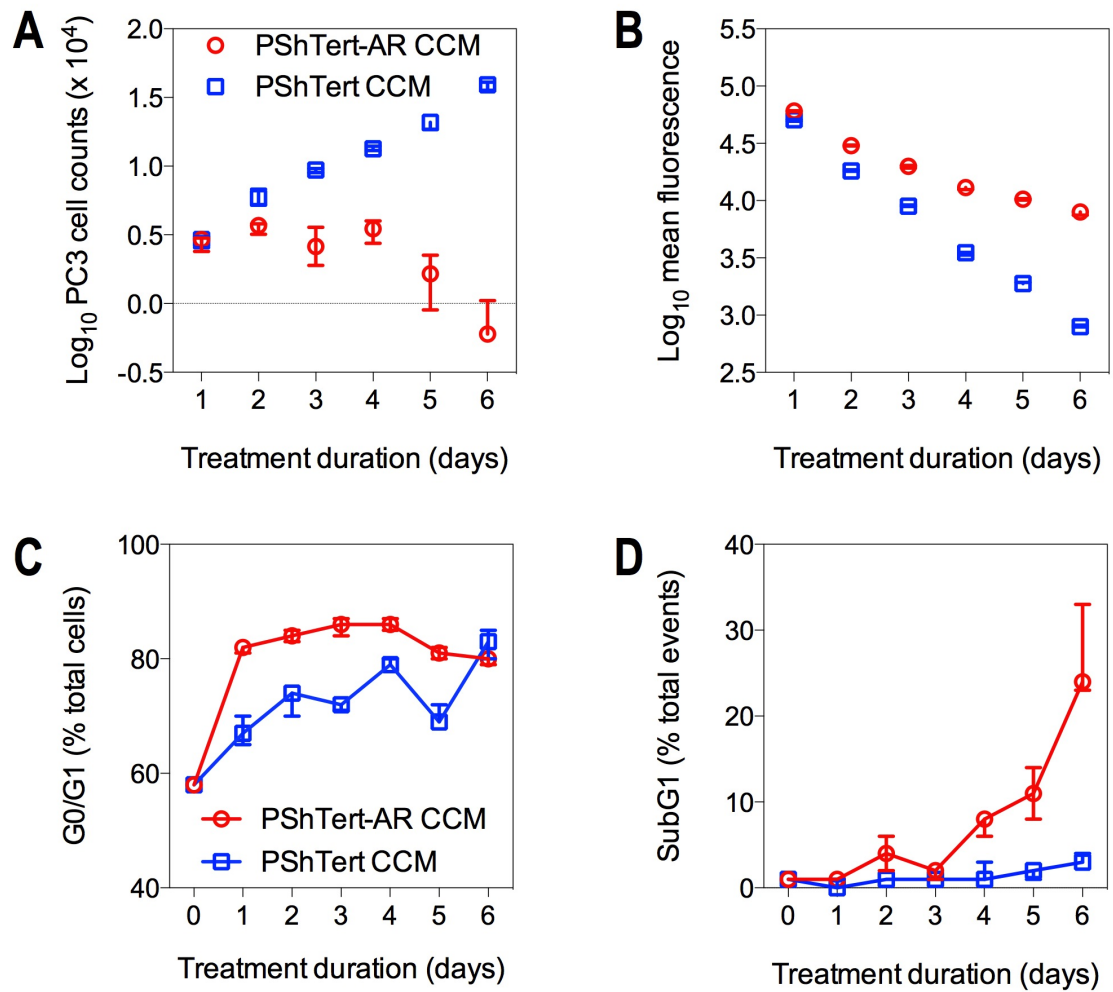 A
Log10 PC3 cell counts (x 10⁴)
2.0
1.5
1.0
0.5
0.0
-0.5
PShTert-AR CCM
PShTert CCM
1 2 3 4 5 6
Treatment duration (days)
B
Log10 mean fluorescence
5.5
5.0
4.5
4.0
3.5
3.0
2.5
1 2 3 4 5 6
Treatment duration (days)
C
G0/G1 (% total cells)
100
80
60
40
PShTert-AR CCM
PShTert CCM
0 1 2 3 4 5 6
Treatment duration (days)
D
SubG1 (% total events)
40
30
20
10
0
0 1 2 3 4 5 6
Treatment duration (days)